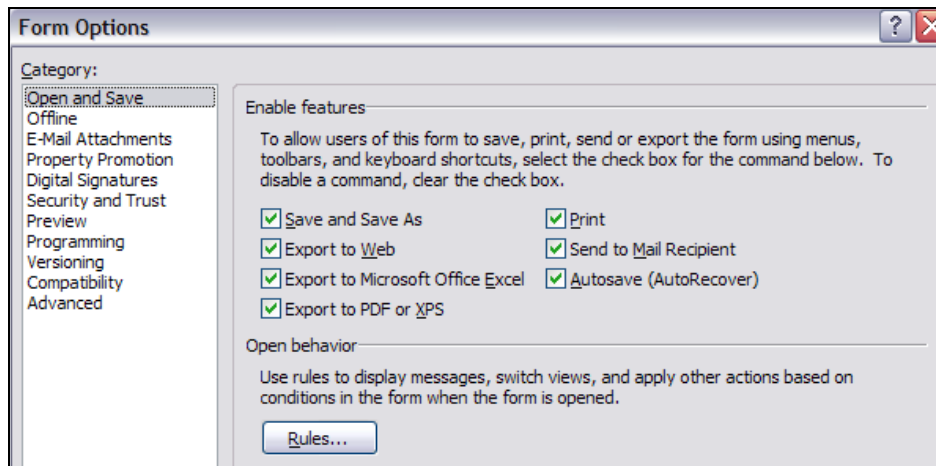 Form Options
?
Category:
Open and Save
Offline
E-Mail Attachments
Property Promotion
Digital Signatures
Security and Trust
Preview
Programming
Versioning
Compatibility
Advanced
Enable features
To allow users of this form to save, print, send or export the form using menus,
toolbars, and keyboard shortcuts, select the check box for the command below. To
disable a command, clear the check box.
Save and Save As
Print
Export to Web
Send to Mail Recipient
Export to Microsoft Office Excel
Autosave (AutoRecover)
Export to PDF or XPS
Open behavior
Use rules to display messages, switch views, and apply other actions based on
conditions in the form when the form is opened.
Rules...